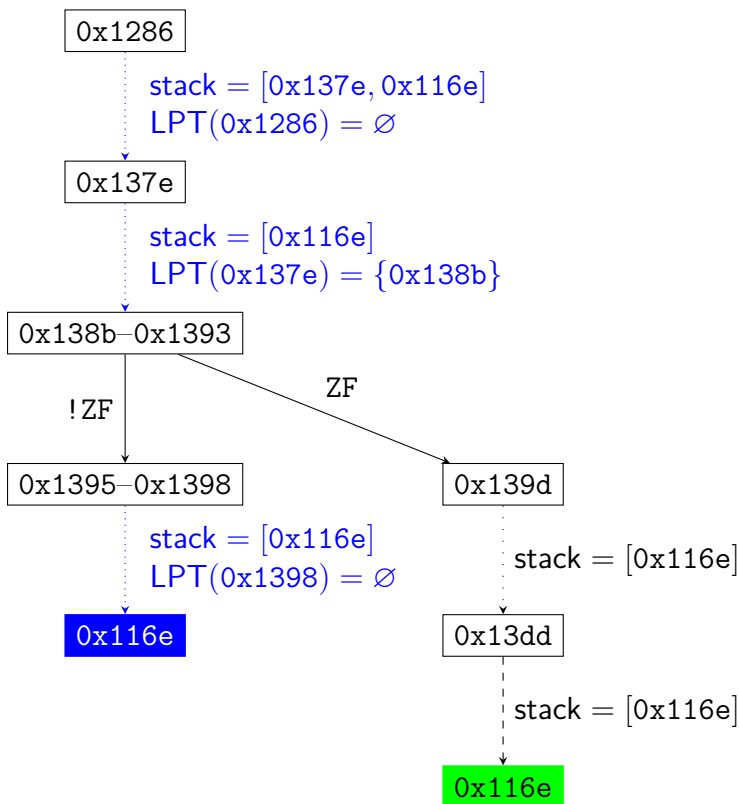 0x1286
stack = [0x137e, 0x116e]
LPT(0x1286) = ∅
0x137e
stack = [0x116e]
LPT(0x137e) = {0x138b}
0x138b–0x1393
!ZF
ZF
0x1395–0x1398
0x139d
stack = [0x116e]
LPT(0x1398) = ∅
stack = [0x116e]
0x116e
0x13dd
stack = [0x116e]
0x116e